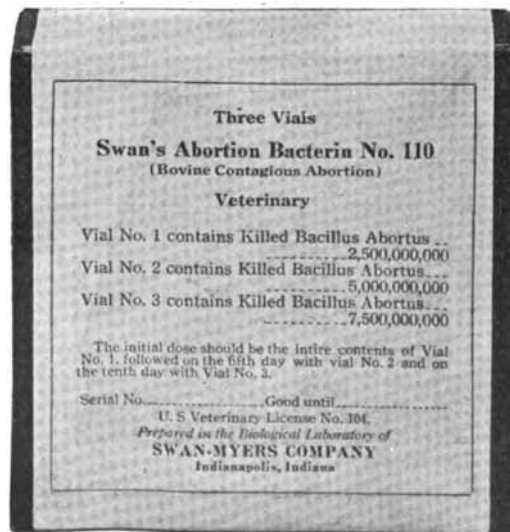 Three Vials
Swan's Abortion Bacterin No. 110
(Bovine Contagious Abortion)
Veterinary
Vial No. 1 contains Killed Bacillus Abortus...
............2,500,000,000
Vial No. 2 contains Killed Bacillus Abortus...
............5,000,000,000
Vial No. 3 contains Killed Bacillus Abortus...
............7,500,000,000
The initial dose should be the intire contents of Vial
No. 1, followed on the fifth day with vial No. 2 and on
the tenth day with Vial No. 3.
Serial No...............Good until................
U. S Veterinary License No. 104.
Prepared in the Biological Laboratory of
SWAN-MYERS COMPANY
Indianapolis, Indiana